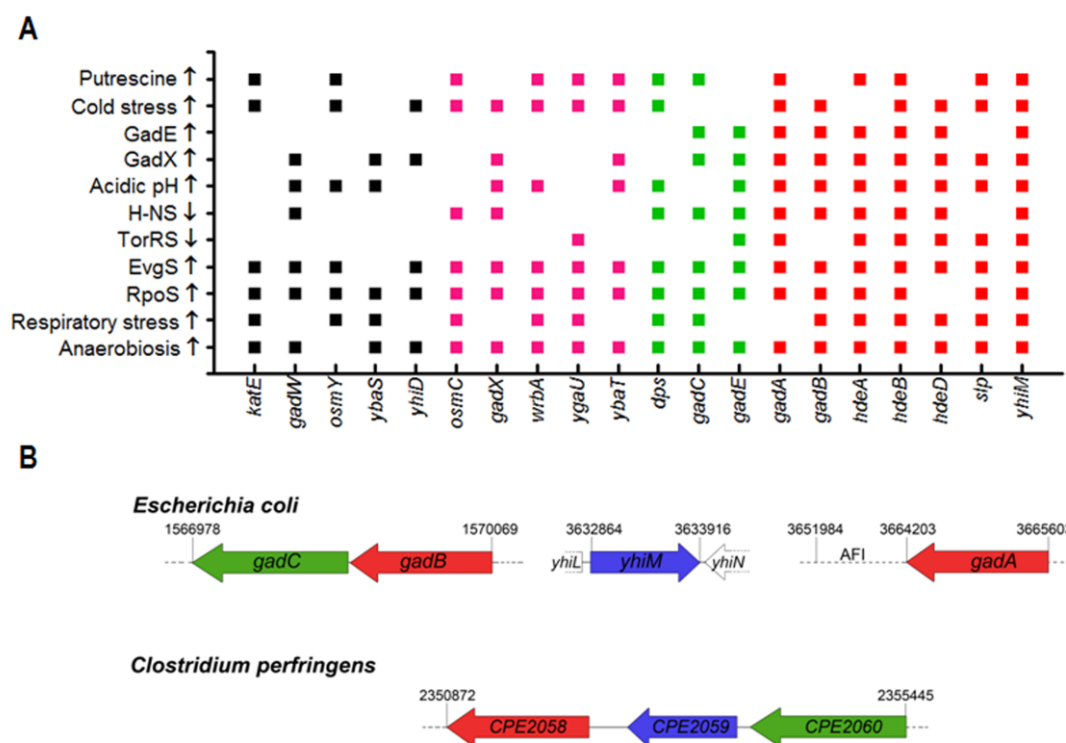 A
Putrescine ↑
Cold stress ↑
GadE ↑
GadX ↑
Acidic pH ↑
H-NS ↓
TorRS ↓
EvgS ↑
RpoS ↑
Respiratory stress ↑
Anaerobiosis ↑
katE gadW osmY ybaS yhiD osmC gadX wrbA ygaU ybaT dps gadC gadE gadA gadB hdeA hdeB hdeD slp yhiM
B
Escherichia coli
1566978 1570069 3632864 3633916 3651984 3664203 3665603
gadC gadB yhiL yhiM yhiN AFI gadA
Clostridium perfringens
2350872 2355445
CPE2058 CPE2059 CPE2060